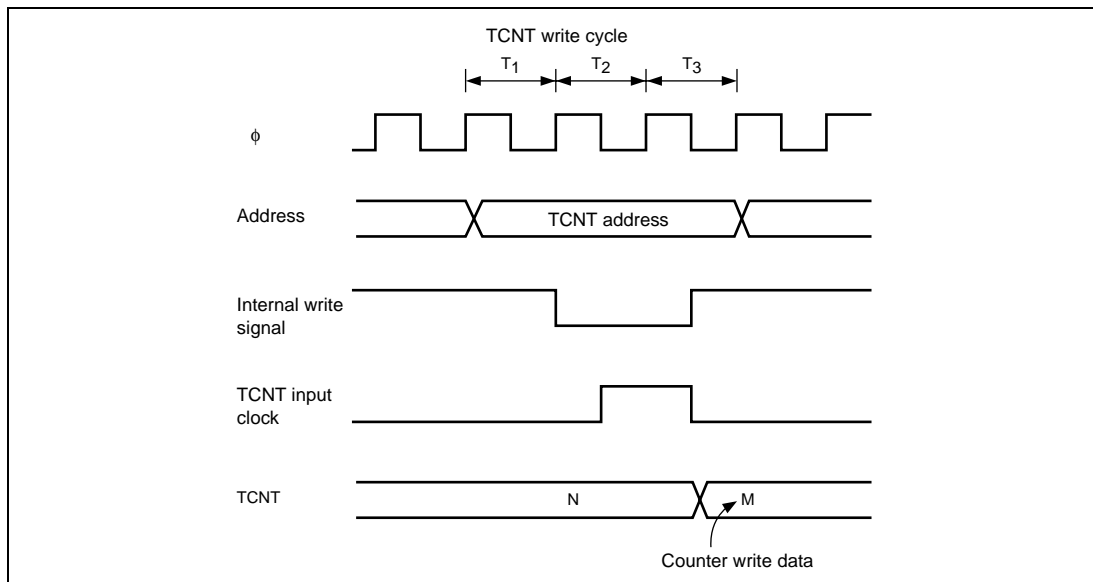 TCNT write cycle
T1 T2 T3
ϕ
Address
TCNT address
Internal write
signal
TCNT input
clock
TCNT
N M
Counter write data